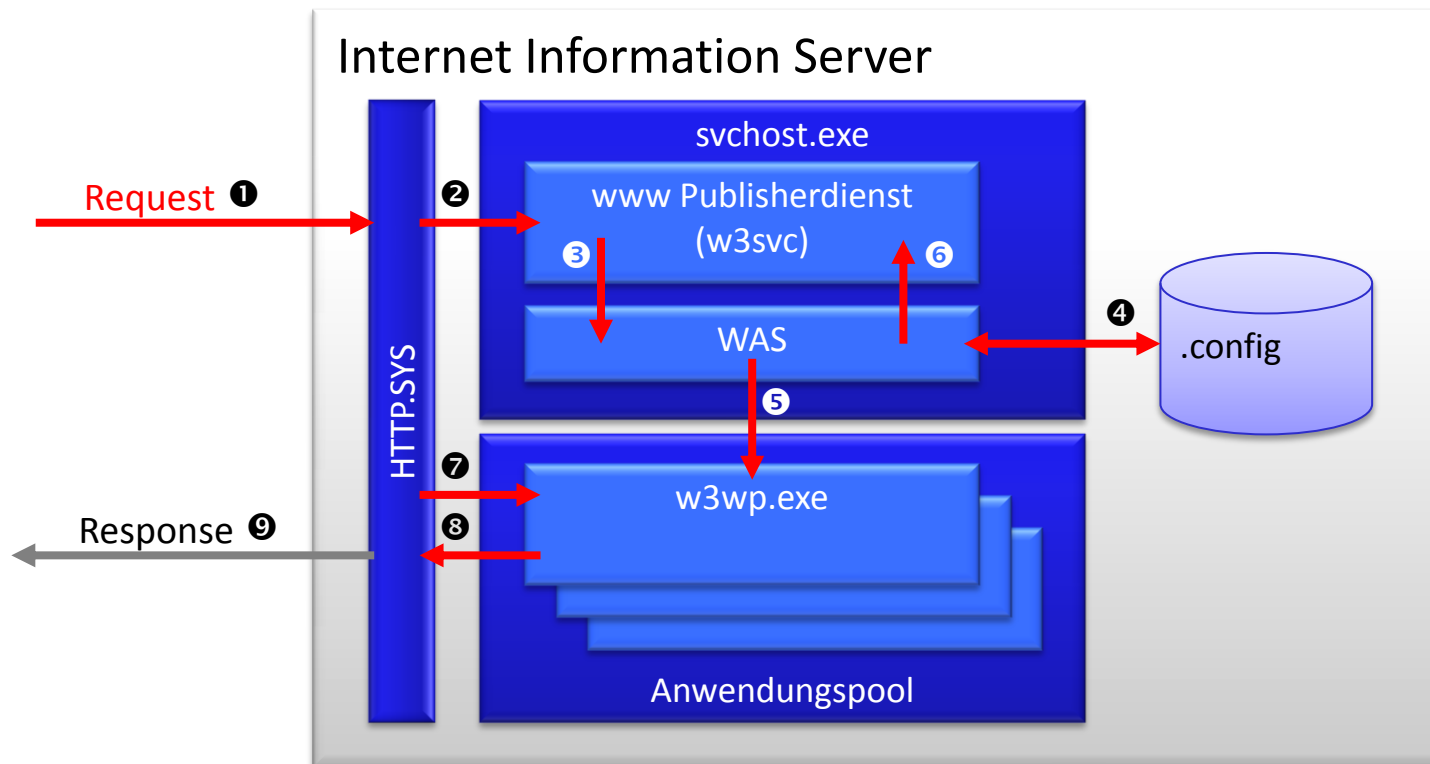 Internet Information Server
svchost.exe
Request ❶
❷
www Publisherdienst
(w3svc)
❸
❻
WAS
❹
.config
❺
HTTP.SYS
❼
w3wp.exe
Response ❾
❽
Anwendungspool